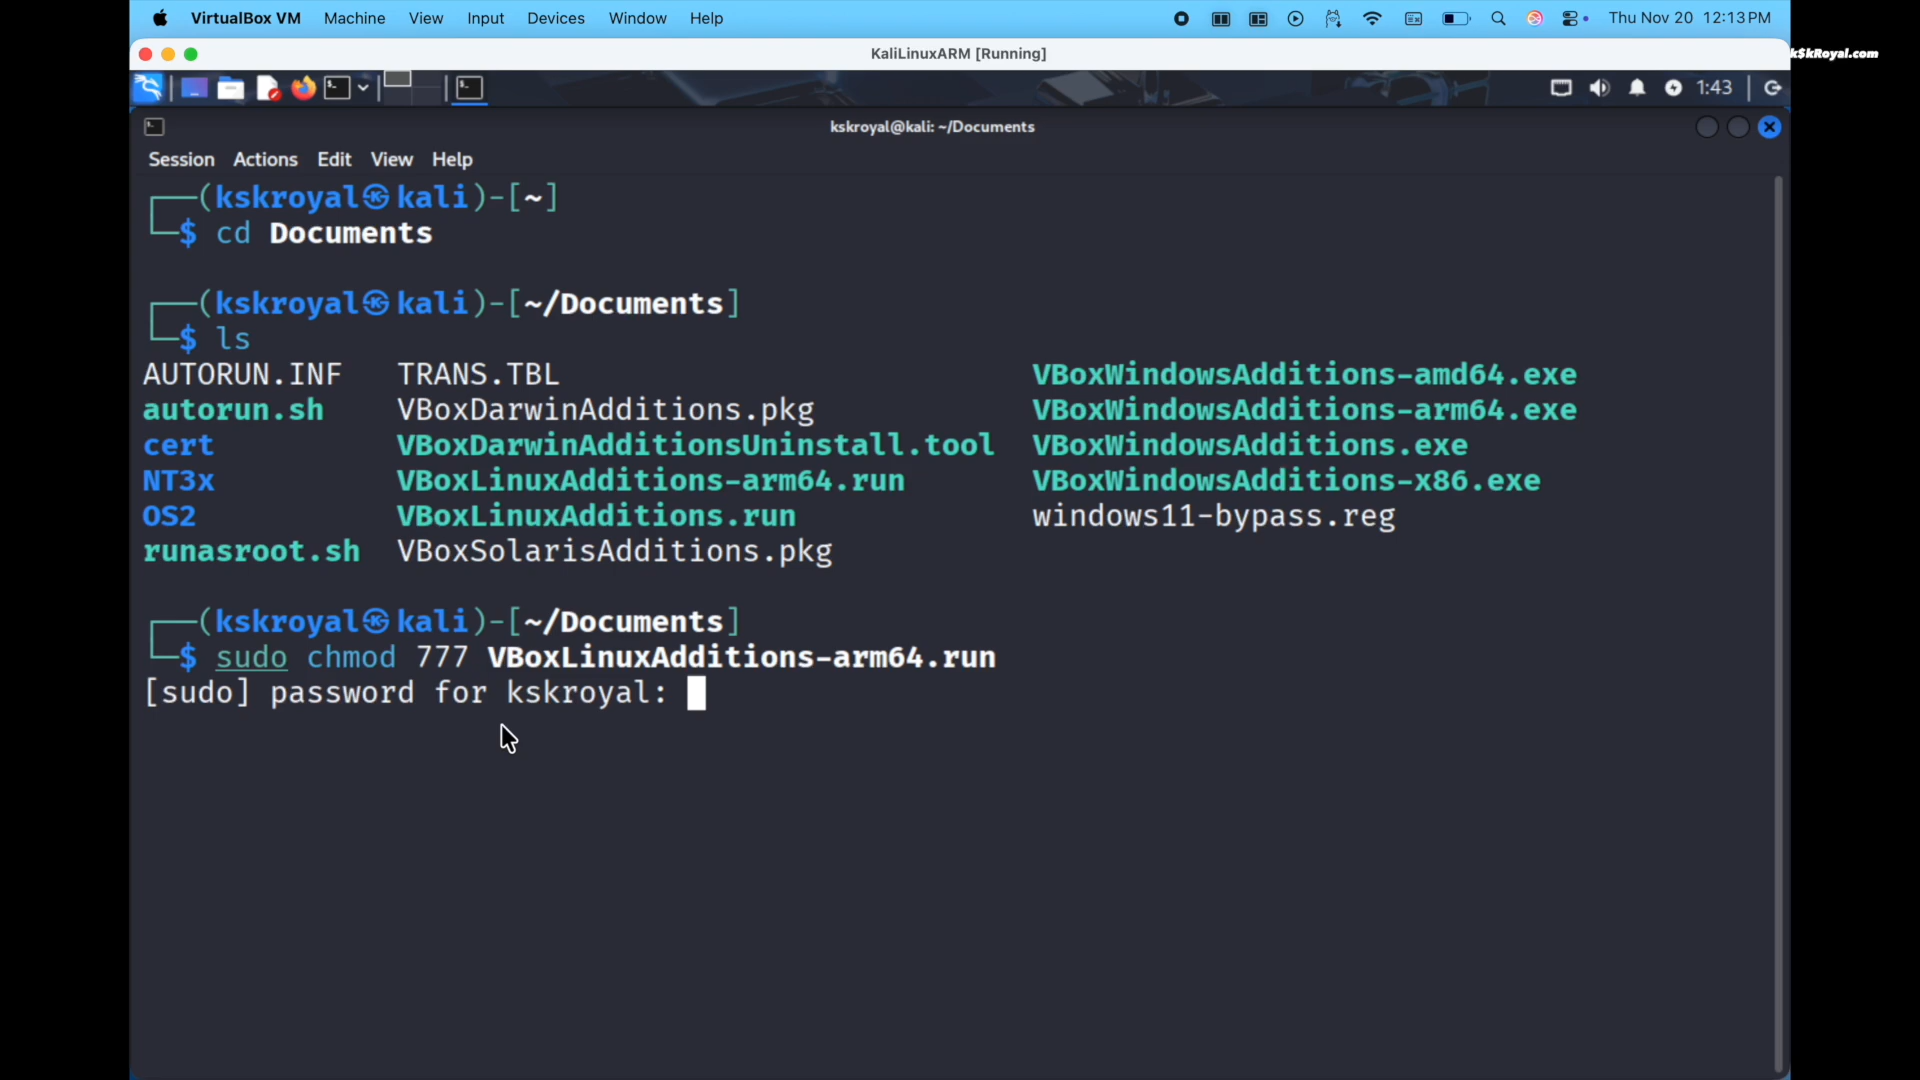 VirtualBox VM Machine View Input Devices Window Help Thu Nov 20 12:13 PM
KaliLinuxARM [Running]
k$kRoyal.com
1:43
kskroyal@kali: ~/Documents
Session Actions Edit View Help
┌──(kskroyal㉿kali)-[~]
└─$ cd Documents
┌──(kskroyal㉿kali)-[~/Documents]
└─$ ls
AUTORUN.INF TRANS.TBL VBoxWindowsAdditions-amd64.exe
autorun.sh VBoxDarwinAdditions.pkg VBoxWindowsAdditions-arm64.exe
cert VBoxDarwinAdditionsUninstall.tool VBoxWindowsAdditions.exe
NT3x VBoxLinuxAdditions-arm64.run VBoxWindowsAdditions-x86.exe
OS2 VBoxLinuxAdditions.run windows11-bypass.reg
runasroot.sh VBoxSolarisAdditions.pkg
┌──(kskroyal㉿kali)-[~/Documents]
└─$ sudo chmod 777 VBoxLinuxAdditions-arm64.run
[sudo] password for kskroyal: